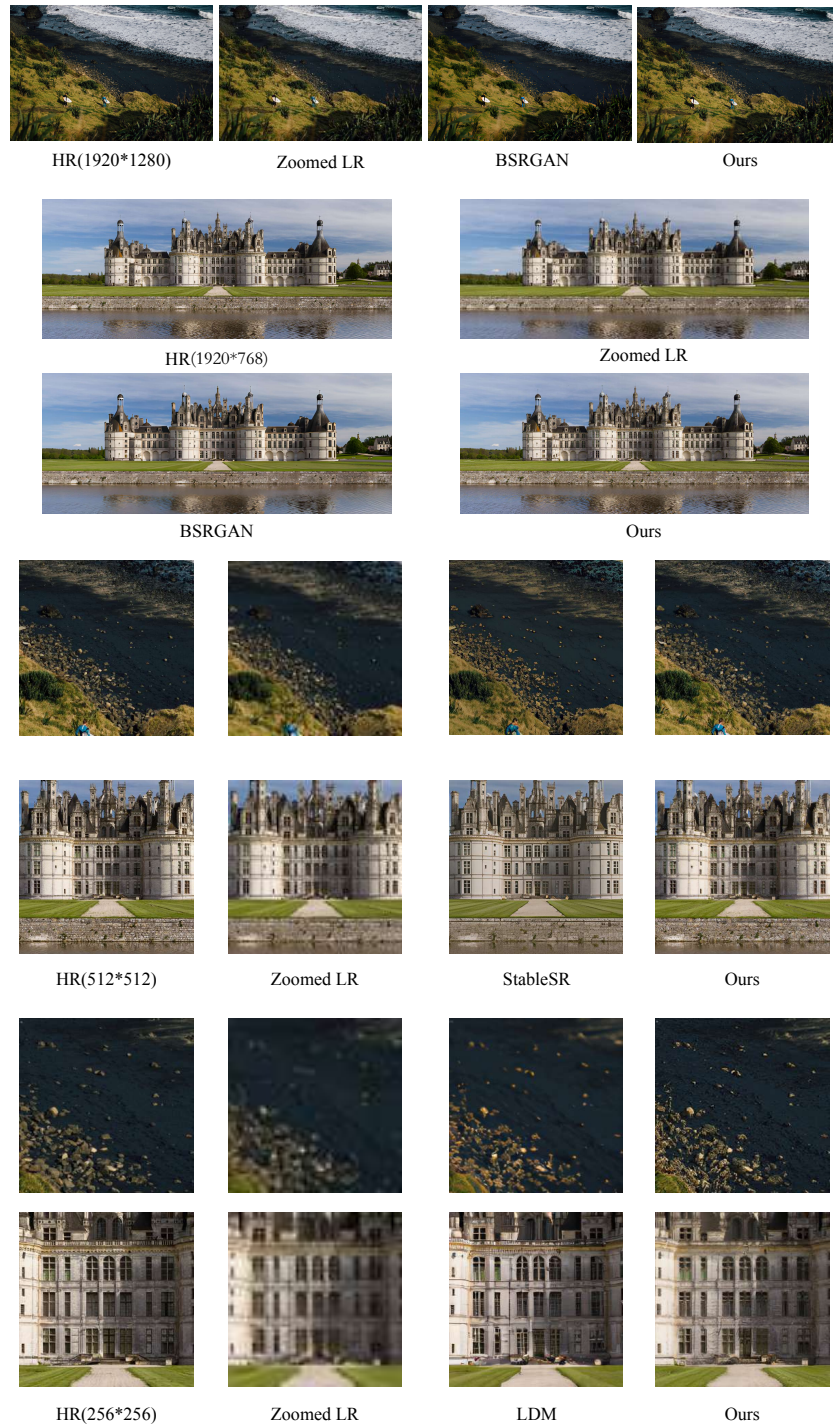 HR(1920*1280)
Zoomed LR
BSRGAN
Ours
HR(1920*768)
Zoomed LR
BSRGAN
Ours
HR(512*512)
Zoomed LR
StableSR
Ours
HR(256*256)
Zoomed LR
LDM
Ours